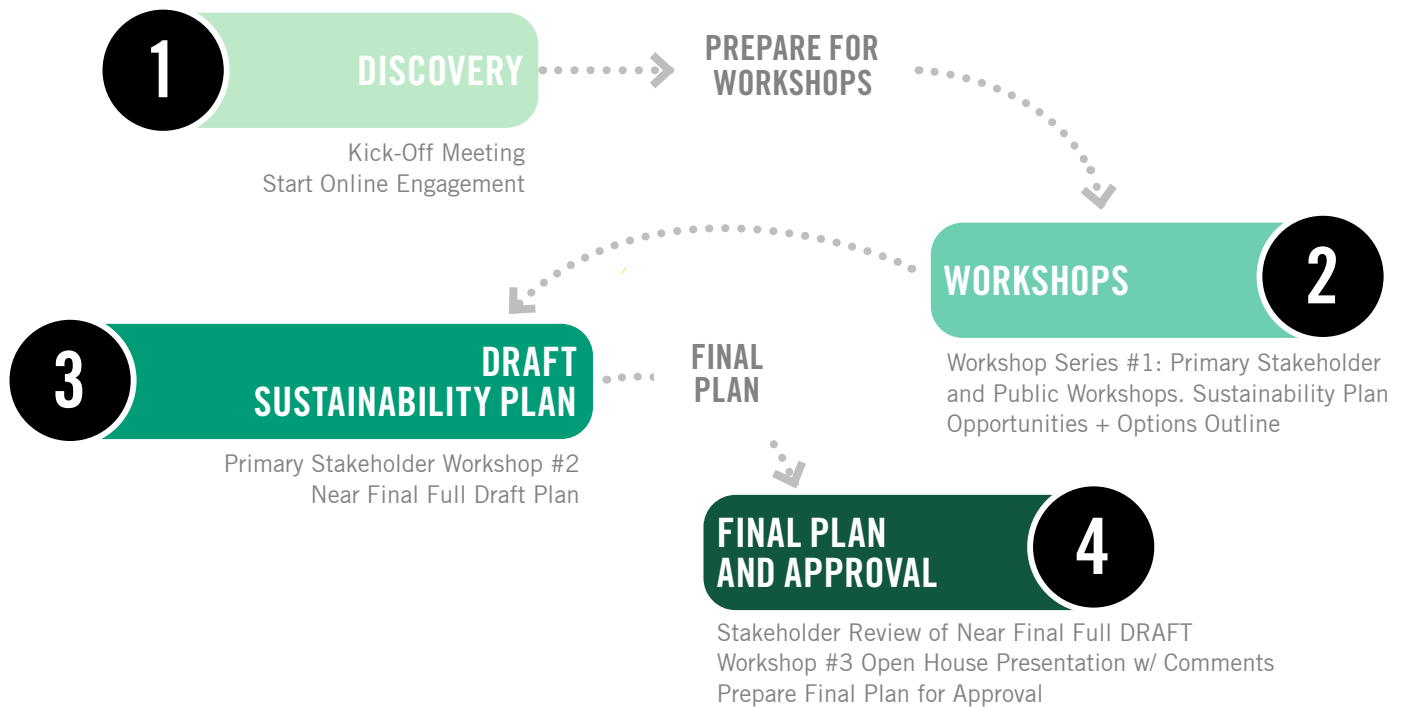 1
DISCOVERY
Kick-Off Meeting
Start Online Engagement
PREPARE FOR
WORKSHOPS
2
WORKSHOPS
Workshop Series #1: Primary Stakeholder
and Public Workshops. Sustainability Plan
Opportunities + Options Outline
3
DRAFT
SUSTAINABILITY PLAN
Primary Stakeholder Workshop #2
Near Final Full Draft Plan
FINAL
PLAN
4
FINAL PLAN
AND APPROVAL
Stakeholder Review of Near Final Full DRAFT
Workshop #3 Open House Presentation w/ Comments
Prepare Final Plan for Approval